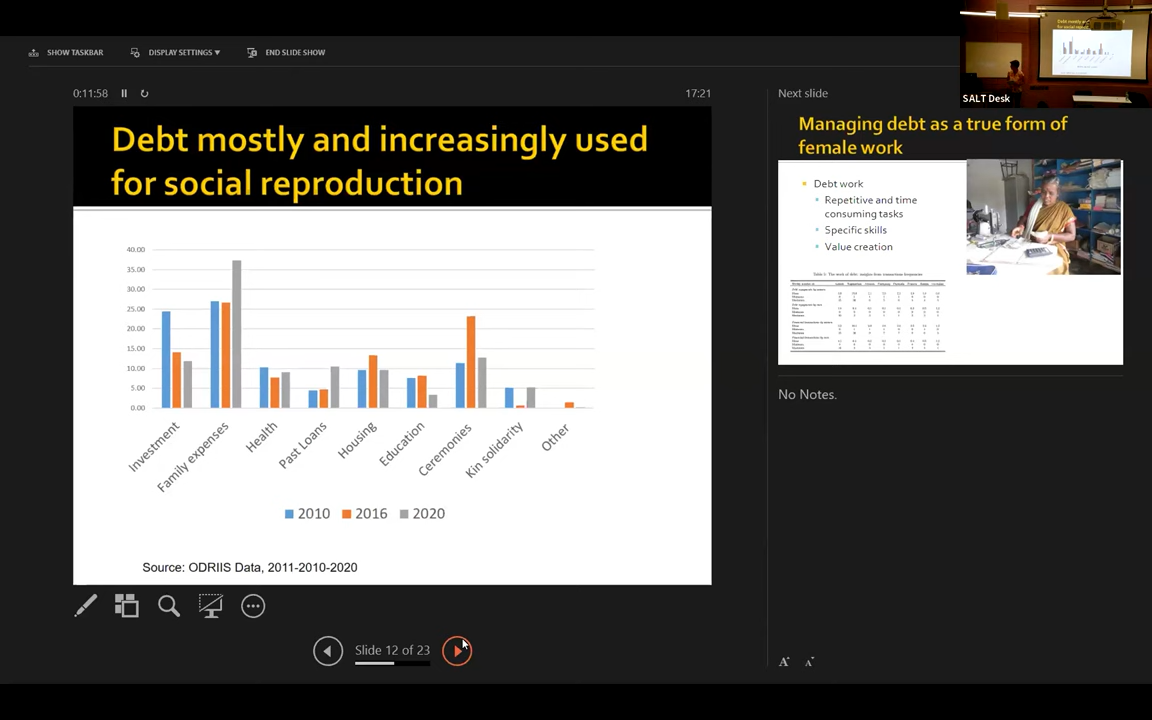 SHOW TASKBAR
DISPLAY SETTINGS ▼
END SLIDE SHOW
0:11:58
17:21
Debt mostly and increasingly used
for social reproduction
40.00
35.00
30.00
25.00
20.00
15.00
10.00
5.00
0.00
Investment
Family expenses
Health
Past Loans
Housing
Education
Ceremonies
Kin solidarity
Other
2010
2016
2020
Source: ODRIIS Data, 2011-2010-2020
Slide 12 of 23
SALT Desk
Next slide
Managing debt as a true form of
female work
Debt work
Repetitive and time
consuming tasks
Specific skills
Value creation
No Notes.
A
A